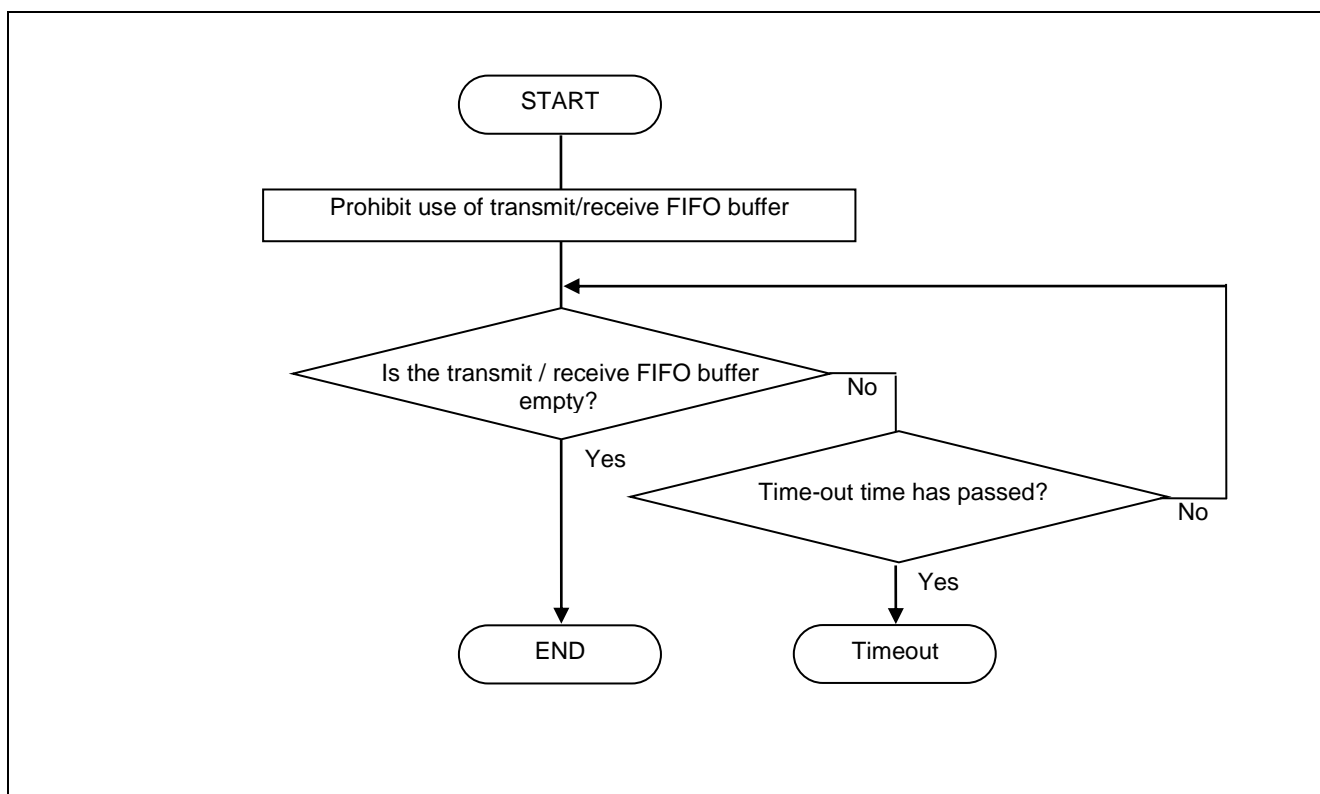 START
Prohibit use of transmit/receive FIFO buffer
Is the transmit / receive FIFO buffer
empty?
No
Yes
Time-out time has passed?
No
Yes
END
Timeout